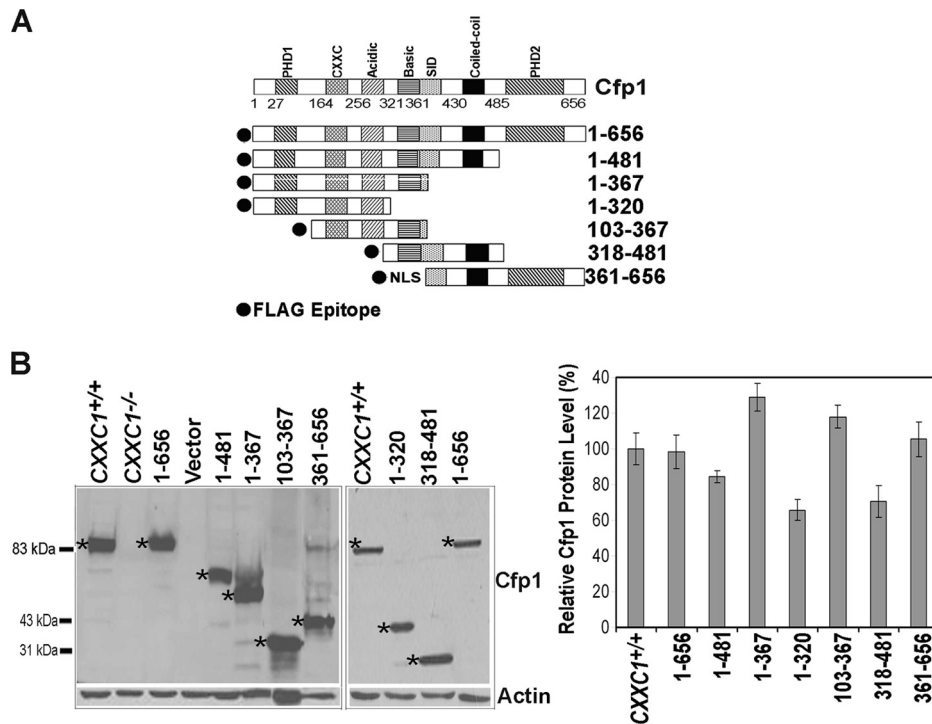 A
PHD1 CXXC Acidic Basic SID Coiled-coil PHD2
Cfp1
1 27 164 256 321 361 430 485 656
1-656
1-481
1-367
1-320
103-367
318-481
NLS 361-656
FLAG Epitope
B
CXXC1+/+ CXXC1-/- 1-656 Vector 1-481 1-367 103-367 361-656
CXXC1+/+ 1-320 318-481 1-656
* * * * * * * * * *
83 kDa
43 kDa
31 kDa
Cfp1
Actin
Relative Cfp1 Protein Level (%)
40
120
100
80
60
40
20
0
CXXC1+/+ 1-656 1-481 1-367 1-320 103-367 318-481 361-656